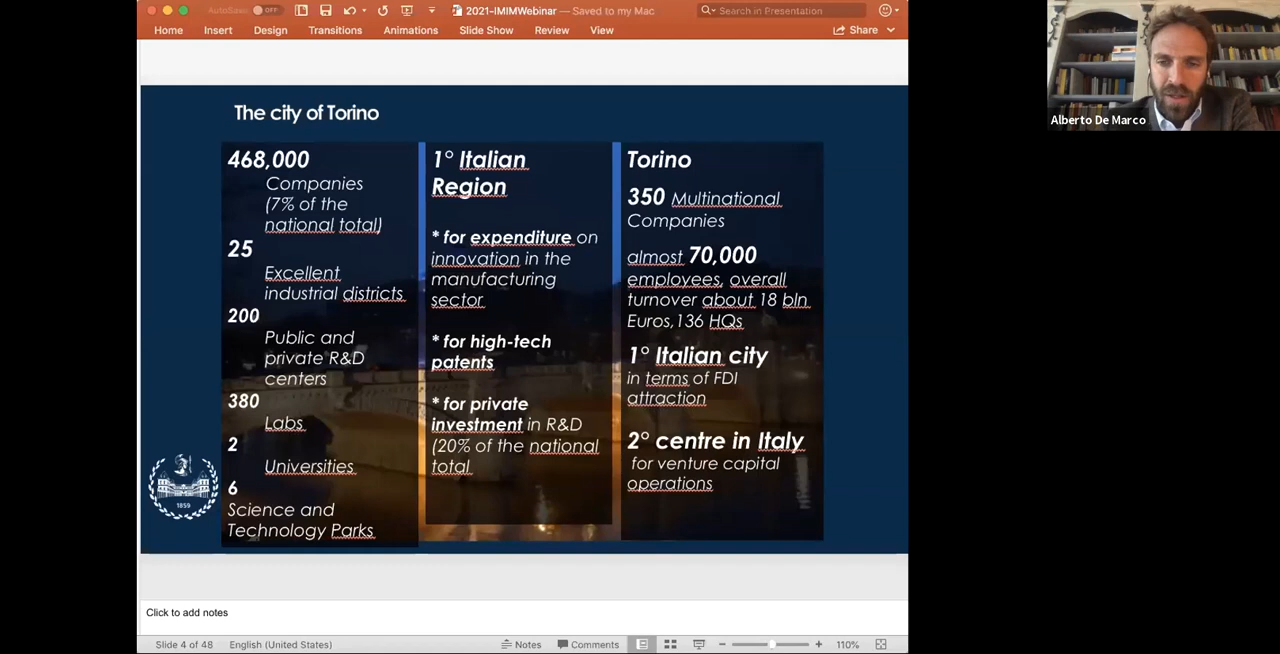 AutoSave OFF
2021-IMIMWebinar — Saved to my Mac
Search in Presentation
Home Insert Design Transitions Animations Slide Show Review View
Share
The city of Torino
468,000
Companies
(7% of the
national total)
25
Excellent
industrial districts
200
Public and
private R&D
centers
380
Labs
2
Universities
6
Science and
Technology Parks
1° Italian
Region
* for expenditure on
innovation in the
manufacturing
sector
* for high-tech
patents
* for private
investment in R&D
(20% of the national
total
Torino
350 Multinational
Companies
almost 70,000
employees, overall
turnover about 18 bln
Euros,136 HQs
1° Italian city
in terms of FDI
attraction
2° centre in Italy
for venture capital
operations
1859
Alberto De Marco
Click to add notes
Slide 4 of 48 English (United States) Notes Comments 110%